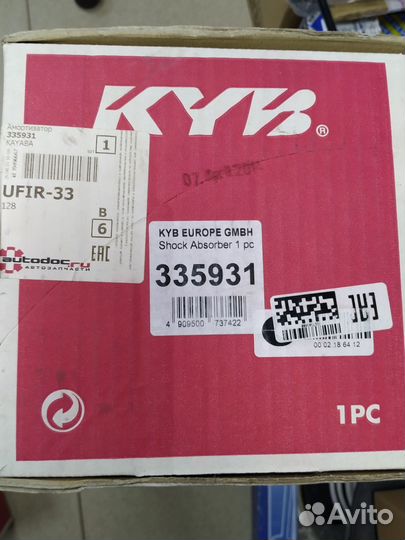 KYB®
Амортизатор
335931
KAYABA
1
UFIR-33
128
B
6
autodoc.ru
АВТОЗАПЧАСТИ
EAC
KYB EUROPE GMBH
Shock Absorber 1 pc
335931
4 909500 737422
00 02 18 64 12
1PC
Avito